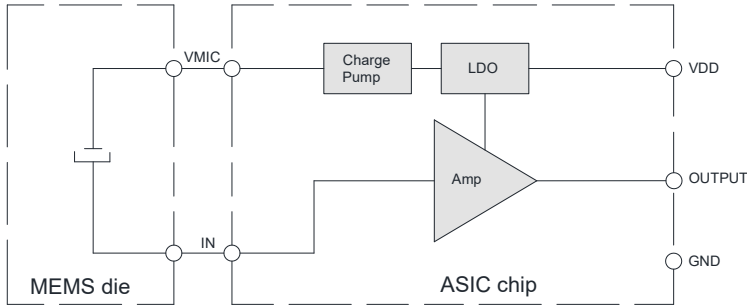 VMIC
Charge
Pump
LDO
VDD
Amp
OUTPUT
IN
GND
MEMS die
ASIC chip